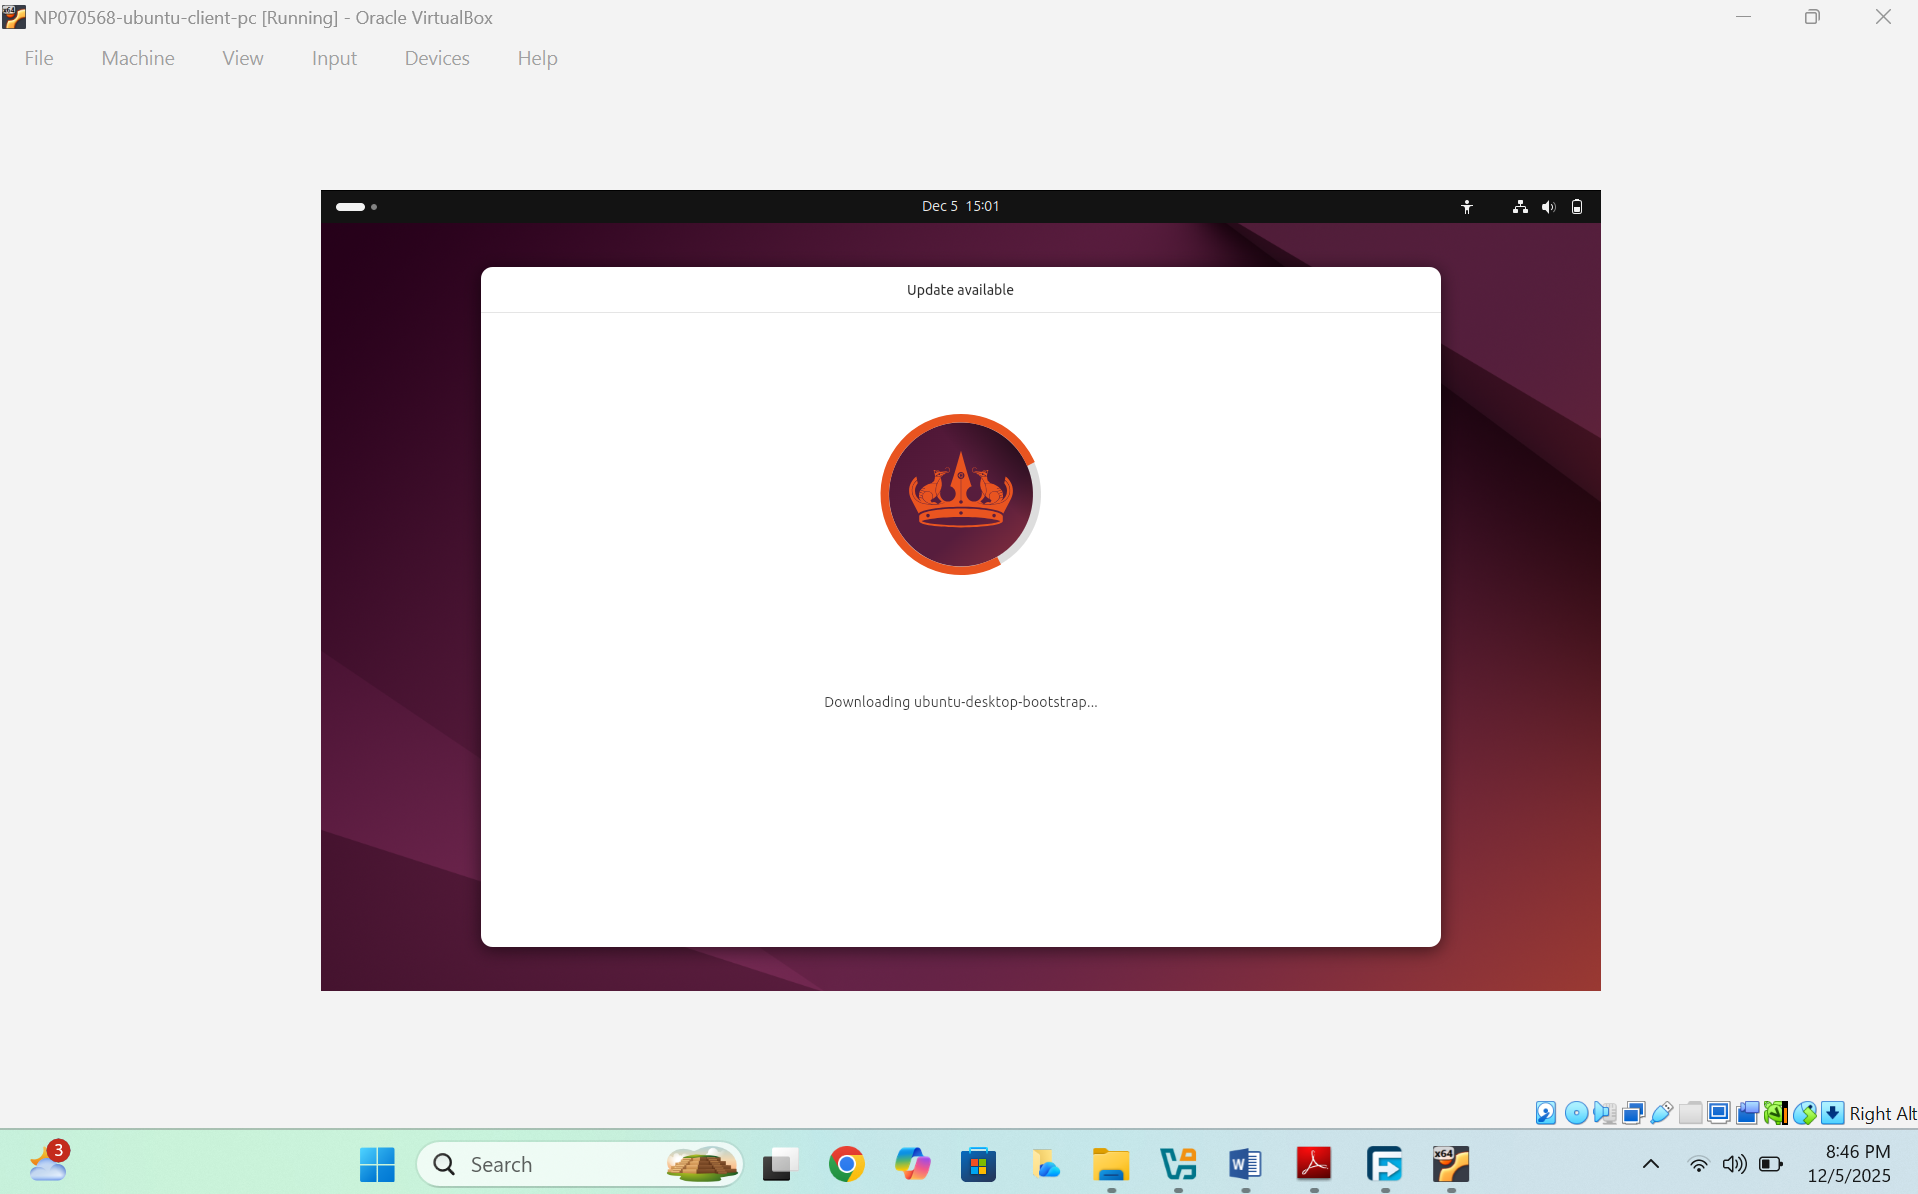 NP070568-ubuntu-client-pc [Running] - Oracle VirtualBox
File Machine View Input Devices Help
Dec 5 15:01
Update available
Downloading ubuntu-desktop-bootstrap...
Right Alt
3
Search
x64
8:46 PM
12/5/2025